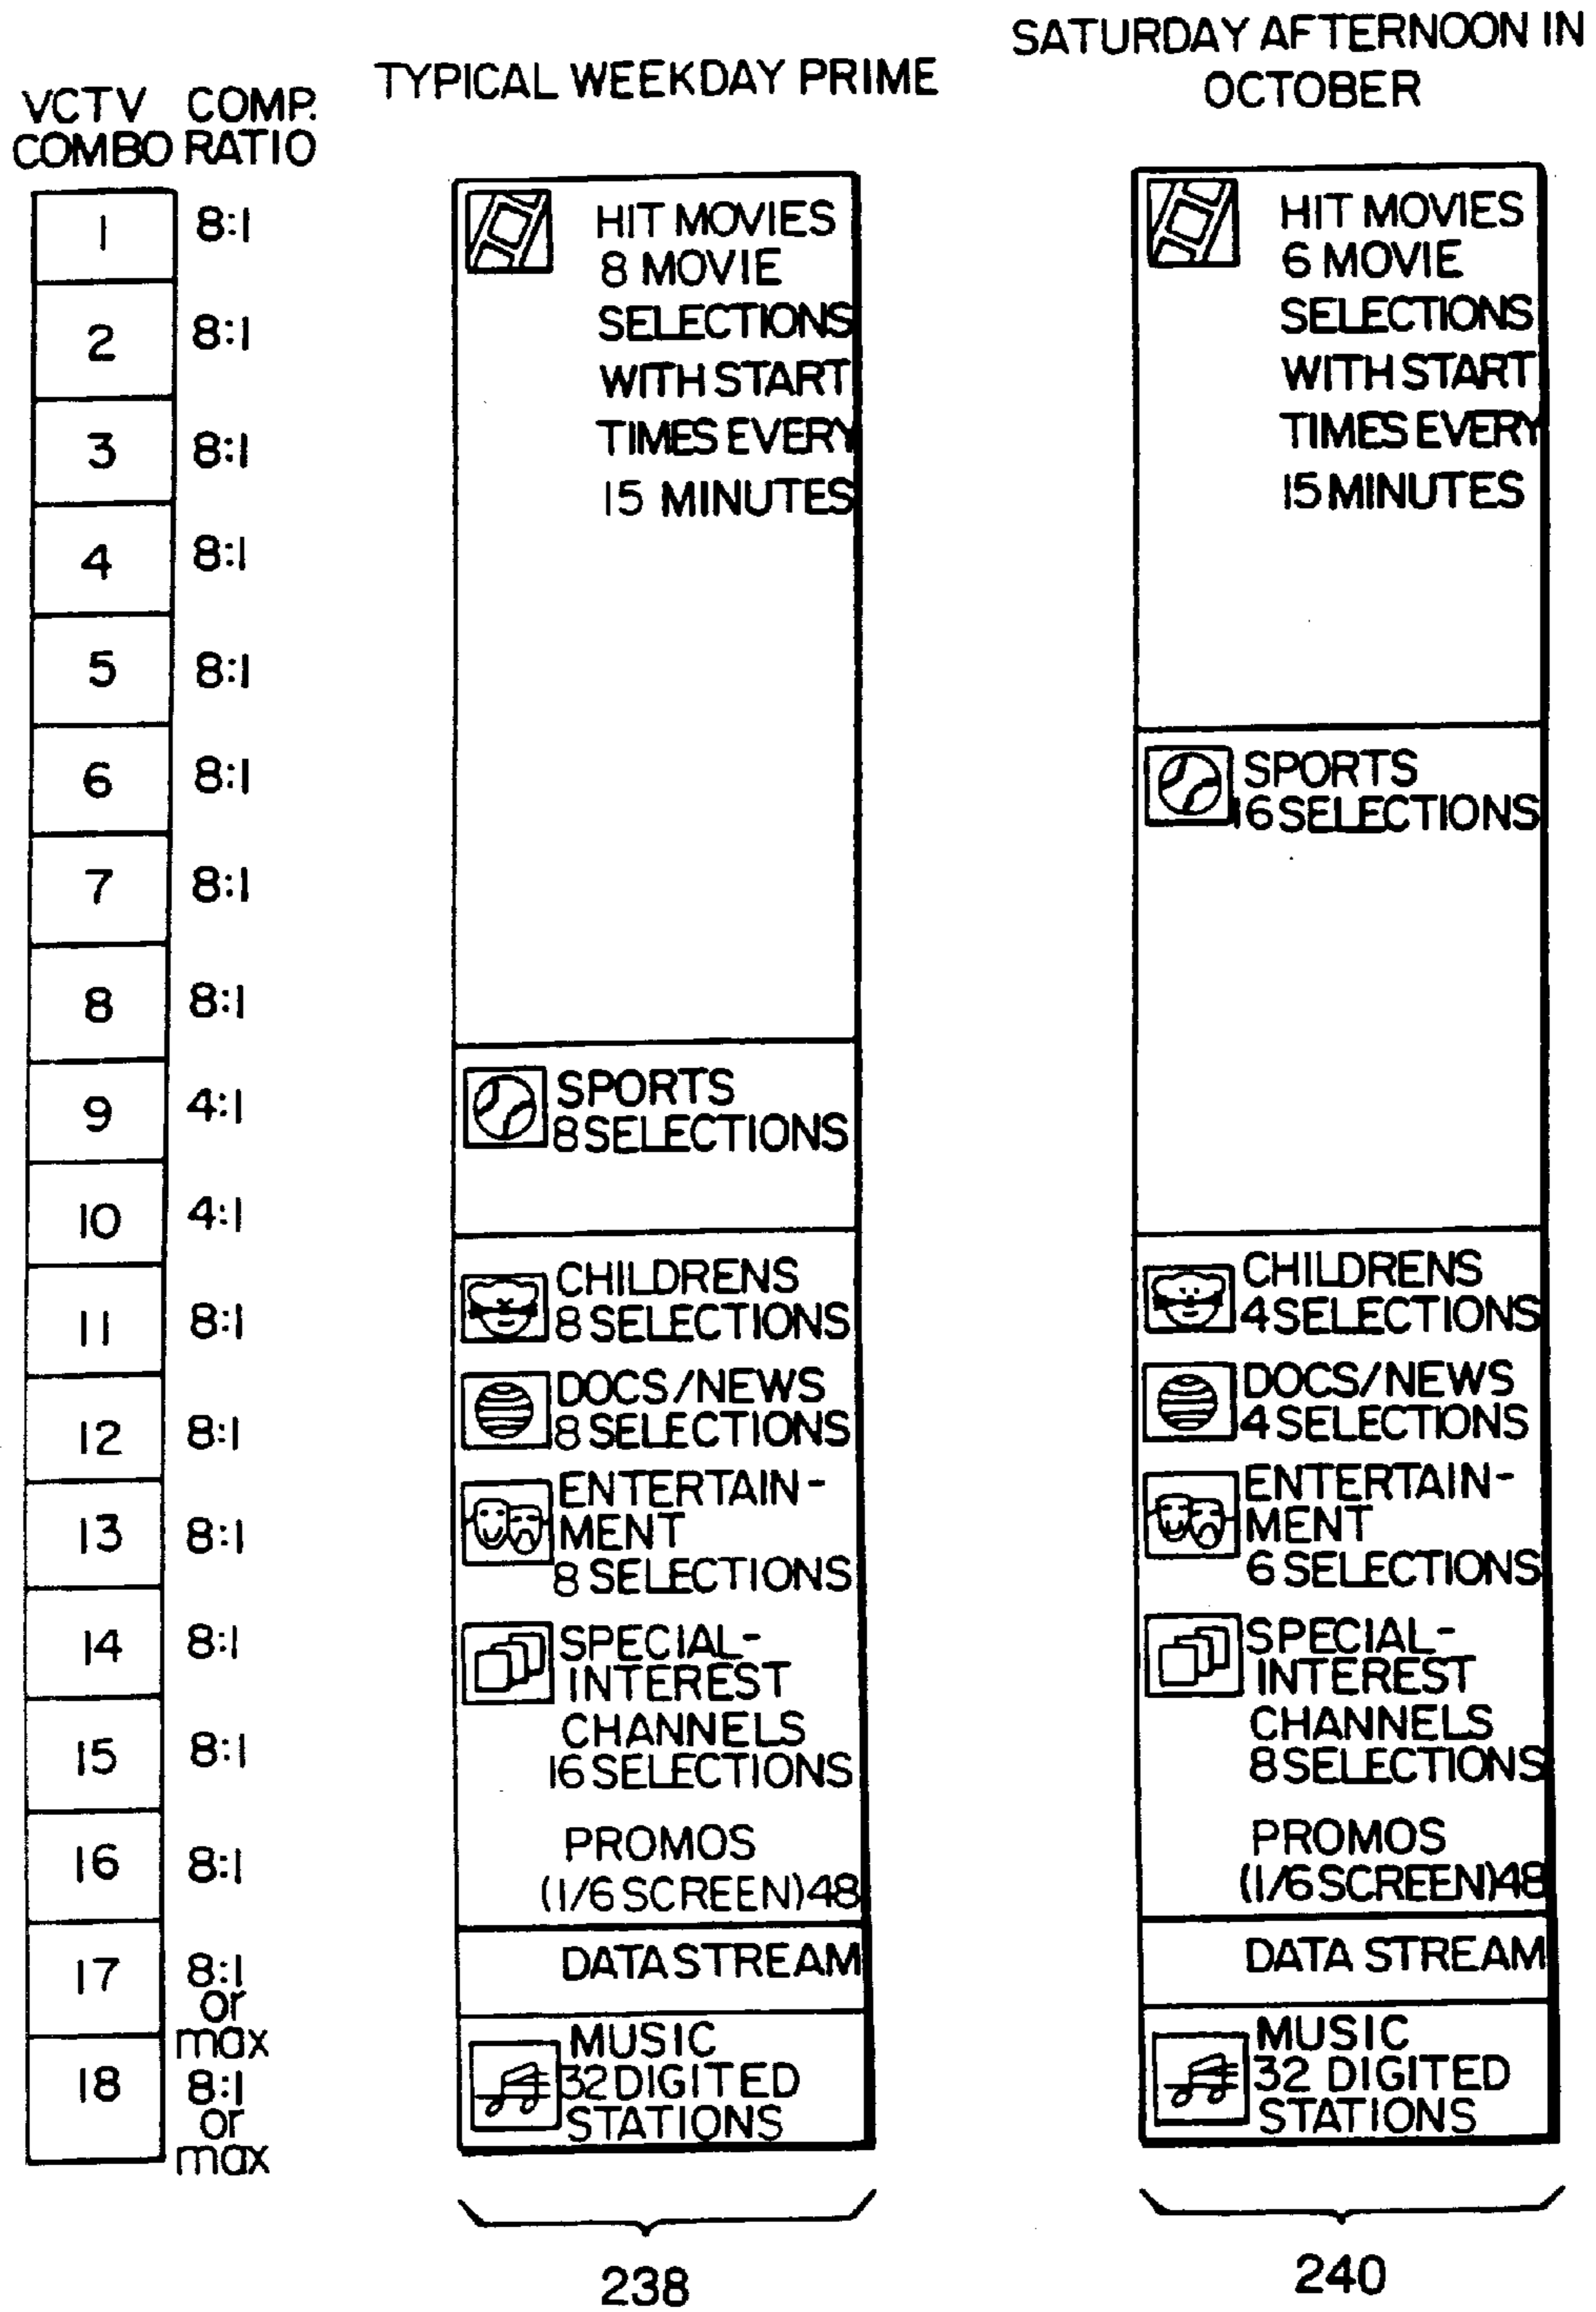 VCTV COMP.
COMBO RATIO
1 8:1
2 8:1
3 8:1
4 8:1
5 8:1
6 8:1
7 8:1
8 8:1
9 4:1
10 4:1
11 8:1
12 8:1
13 8:1
14 8:1
15 8:1
16 8:1
17 8:1
or
max
18 8:1
or
max
TYPICAL WEEKDAY PRIME
HIT MOVIES
8 MOVIE
SELECTIONS
WITH START
TIMES EVERY
15 MINUTES
SPORTS
8 SELECTIONS
CHILDRENS
8 SELECTIONS
DOCS/NEWS
8 SELECTIONS
ENTERTAIN-
MENT
8 SELECTIONS
SPECIAL-
INTEREST
CHANNELS
16 SELECTIONS
PROMOS
(1/6 SCREEN) 48
DATA STREAM
MUSIC
32 DIGITED
STATIONS
238
SATURDAY AFTERNOON IN
OCTOBER
HIT MOVIES
6 MOVIE
SELECTIONS
WITH START
TIMES EVERY
15 MINUTES
SPORTS
16 SELECTIONS
CHILDRENS
4 SELECTIONS
DOCS/NEWS
4 SELECTIONS
ENTERTAIN-
MENT
6 SELECTIONS
SPECIAL-
INTEREST
CHANNELS
8 SELECTIONS
PROMOS
(1/6 SCREEN) 48
DATA STREAM
MUSIC
32 DIGITED
STATIONS
240